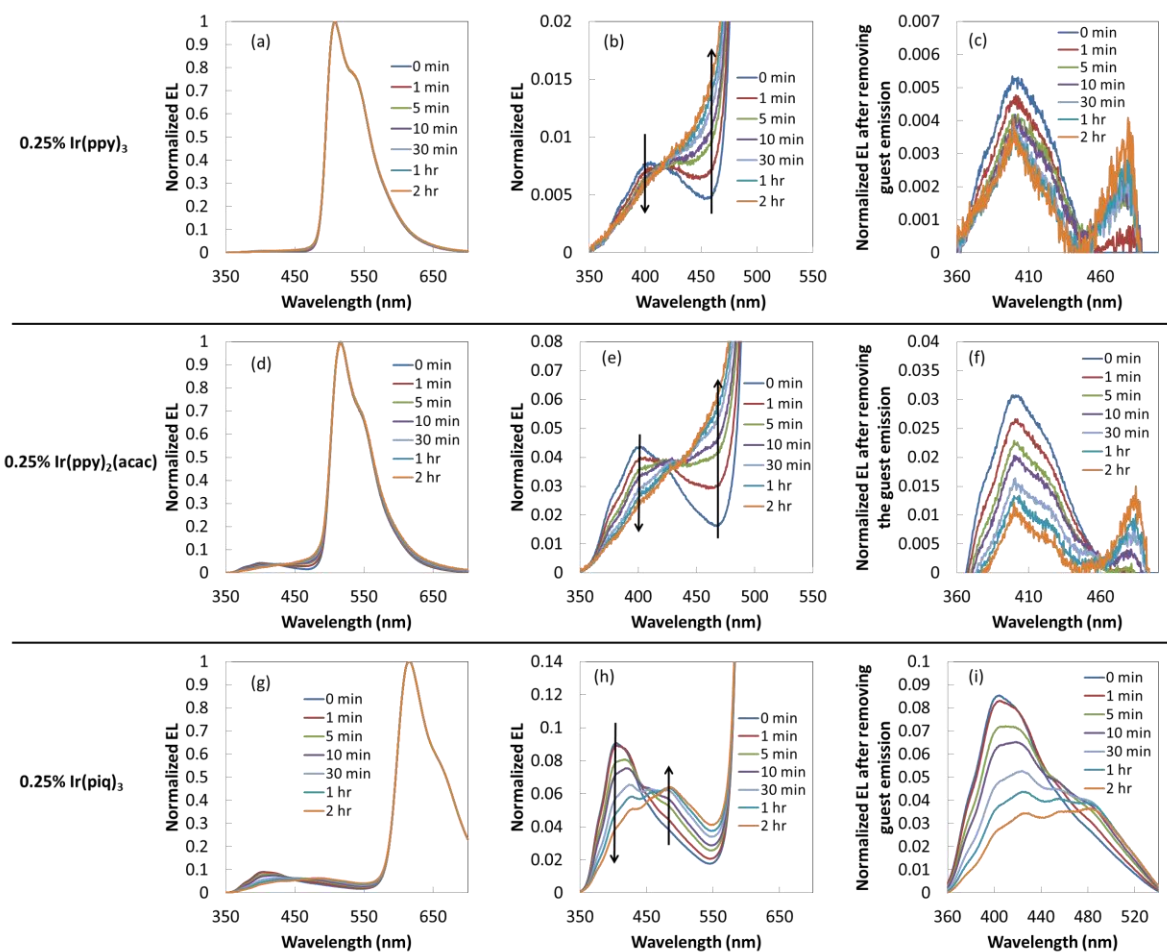 0.25% Ir(ppy)3
Normalized EL
1
0.9
0.8
0.7
0.6
0.5
0.4
0.3
0.2
0.1
0
(a)
0 min
1 min
5 min
10 min
30 min
1 hr
2 hr
350 450 550 650
Wavelength (nm)
Normalized EL
0.02
0.015
0.01
0.005
0
(b)
0 min
1 min
5 min
10 min
30 min
1 hr
2 hr
350 400 450 500 550
Wavelength (nm)
Normalized EL after removing
guest emission
0.007
0.006
0.005
0.004
0.003
0.002
0.001
0
(c)
0 min
1 min
5 min
10 min
30 min
1 hr
2 hr
360 410 460
Wavelength (nm)
0.25% Ir(ppy)2(acac)
Normalized EL
1
0.9
0.8
0.7
0.6
0.5
0.4
0.3
0.2
0.1
0
(d)
0 min
1 min
5 min
10 min
30 min
1 hr
2 hr
350 450 550 650
Wavelength (nm)
Normalized EL
0.08
0.07
0.06
0.05
0.04
0.03
0.02
0.01
0
(e)
0 min
1 min
5 min
10 min
30 min
1 hr
2 hr
350 400 450 500 550
Wavelength (nm)
Normalized EL after removing
the guest emission
0.04
0.035
0.03
0.025
0.02
0.015
0.01
0.005
0
(f)
0 min
1 min
5 min
10 min
30 min
1 hr
2 hr
360 410 460
Wavelength (nm)
0.25% Ir(piq)3
Normalized EL
1
0.9
0.8
0.7
0.6
0.5
0.4
0.3
0.2
0.1
0
(g)
0 min
1 min
5 min
10 min
30 min
1 hr
2 hr
350 450 550 650
Wavelength (nm)
Normalized EL
0.14
0.12
0.1
0.08
0.06
0.04
0.02
0
(h)
0 min
1 min
5 min
10 min
30 min
1 hr
2 hr
350 450 550 650
Wavelength (nm)
Normalized EL after removing
guest emission
0.1
0.09
0.08
0.07
0.06
0.05
0.04
0.03
0.02
0.01
0
(i)
0 min
1 min
5 min
10 min
30 min
1 hr
2 hr
360 400 440 480 520
Wavelength (nm)